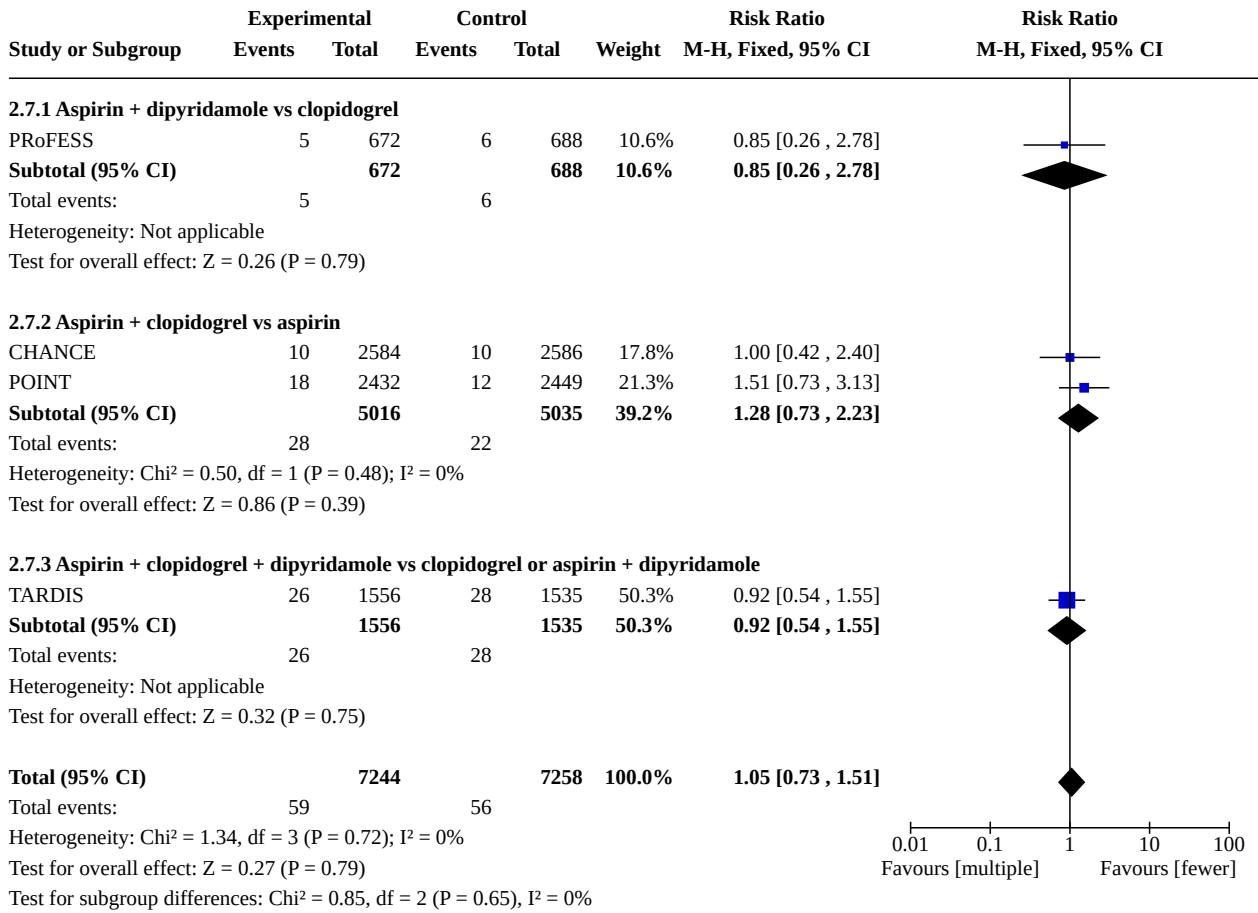 Experimental Control Risk Ratio Risk Ratio
Study or Subgroup Events Total Events Total Weight M-H, Fixed, 95% CI M-H, Fixed, 95% CI
2.7.1 Aspirin + dipyridamole vs clopidogrel
PRoFESS 5 672 6 688 10.6% 0.85 [0.26 , 2.78]
Subtotal (95% CI) 672 688 10.6% 0.85 [0.26 , 2.78]
Total events: 5 6
Heterogeneity: Not applicable
Test for overall effect: Z = 0.26 (P = 0.79)
2.7.2 Aspirin + clopidogrel vs aspirin
CHANCE 10 2584 10 2586 17.8% 1.00 [0.42 , 2.40]
POINT 18 2432 12 2449 21.3% 1.51 [0.73 , 3.13]
Subtotal (95% CI) 5016 5035 39.2% 1.28 [0.73 , 2.23]
Total events: 28 22
Heterogeneity: Chi² = 0.50, df = 1 (P = 0.48); I² = 0%
Test for overall effect: Z = 0.86 (P = 0.39)
2.7.3 Aspirin + clopidogrel + dipyridamole vs clopidogrel or aspirin + dipyridamole
TARDIS 26 1556 28 1535 50.3% 0.92 [0.54 , 1.55]
Subtotal (95% CI) 1556 1535 50.3% 0.92 [0.54 , 1.55]
Total events: 26 28
Heterogeneity: Not applicable
Test for overall effect: Z = 0.32 (P = 0.75)
Total (95% CI) 7244 7258 100.0% 1.05 [0.73 , 1.51]
Total events: 59 56
Heterogeneity: Chi² = 1.34, df = 3 (P = 0.72); I² = 0%
0.01 0.1 1 10 100
Test for overall effect: Z = 0.27 (P = 0.79) Favours [multiple] Favours [fewer]
Test for subgroup differences: Chi² = 0.85, df = 2 (P = 0.65), I² = 0%